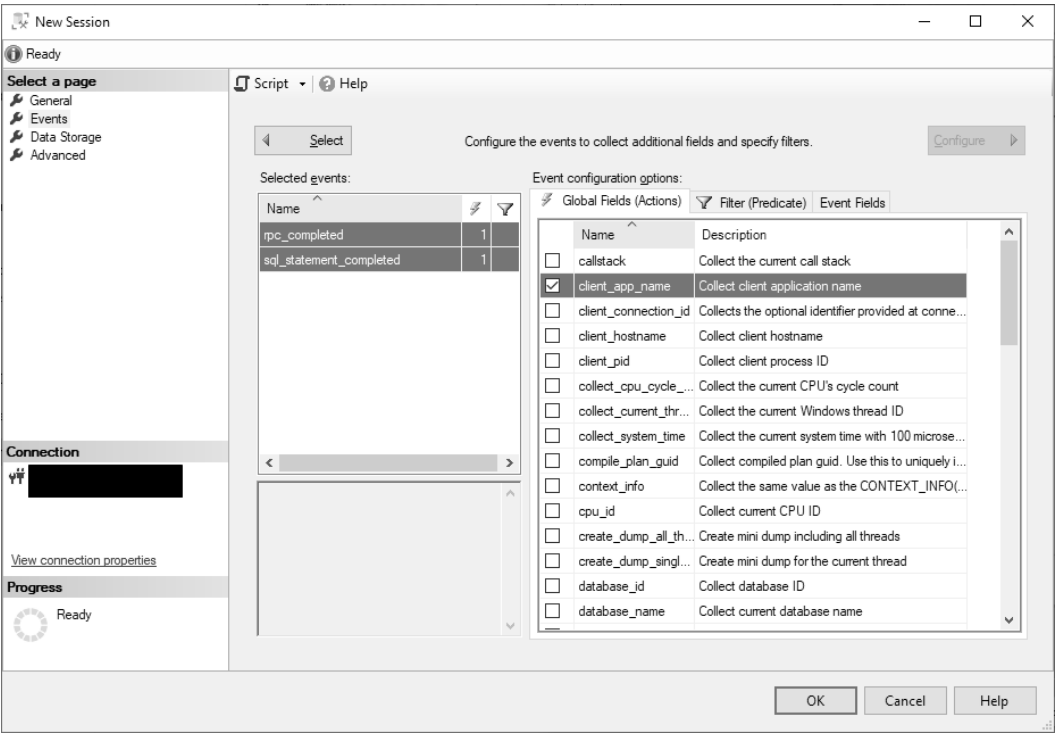 New Session
Ready
Select a page
General
Events
Data Storage
Advanced
Connection
View connection properties
Progress
Ready
Script Help
Select
Configure the events to collect additional fields and specify filters.
Configure
Selected events:
Name
rpc_completed 1
sql_statement_completed 1
Event configuration options:
Global Fields (Actions) Filter (Predicate) Event Fields
Name Description
callstack Collect the current call stack
client_app_name Collect client application name
client_connection_id Collects the optional identifier provided at conne...
client_hostname Collect client hostname
client_pid Collect client process ID
collect_cpu_cycle_... Collect the current CPU's cycle count
collect_current_thr... Collect the current Windows thread ID
collect_system_time Collect the current system time with 100 microse...
compile_plan_guid Collect compiled plan guid. Use this to uniquely i...
context_info Collect the same value as the CONTEXT_INFO(...
cpu_id Collect current CPU ID
create_dump_all_th... Create mini dump including all threads
create_dump_singl... Create mini dump for the current thread
database_id Collect database ID
database_name Collect current database name
OK Cancel Help